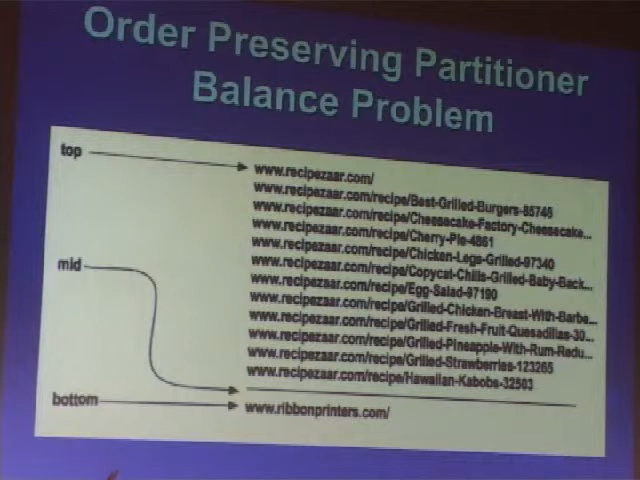 Order Preserving Partitioner
Balance Problem
top
www.recipezaar.com/
www.recipezaar.com/recipe/Best-Grilled-Burgers-85746
www.recipezaar.com/recipe/Cheesecake-Factory-Cheesecake...
www.recipezaar.com/recipe/Cherry-Pie-4861
www.recipezaar.com/recipe/Chicken-Legs-Grilled-97340
mid
www.recipezaar.com/recipe/Copycat-Chilis-Grilled-Baby-Back...
www.recipezaar.com/recipe/Egg-Salad-97190
www.recipezaar.com/recipe/Grilled-Chicken-Breast-With-Barbe...
www.recipezaar.com/recipe/Grilled-Fresh-Fruit-Quesadillas-30...
www.recipezaar.com/recipe/Grilled-Pineapple-With-Rum-Redu...
www.recipezaar.com/recipe/Grilled-Strawberries-123265
www.recipezaar.com/recipe/Hawaiian-Kabobs-32503
bottom
www.ribbonprinters.com/